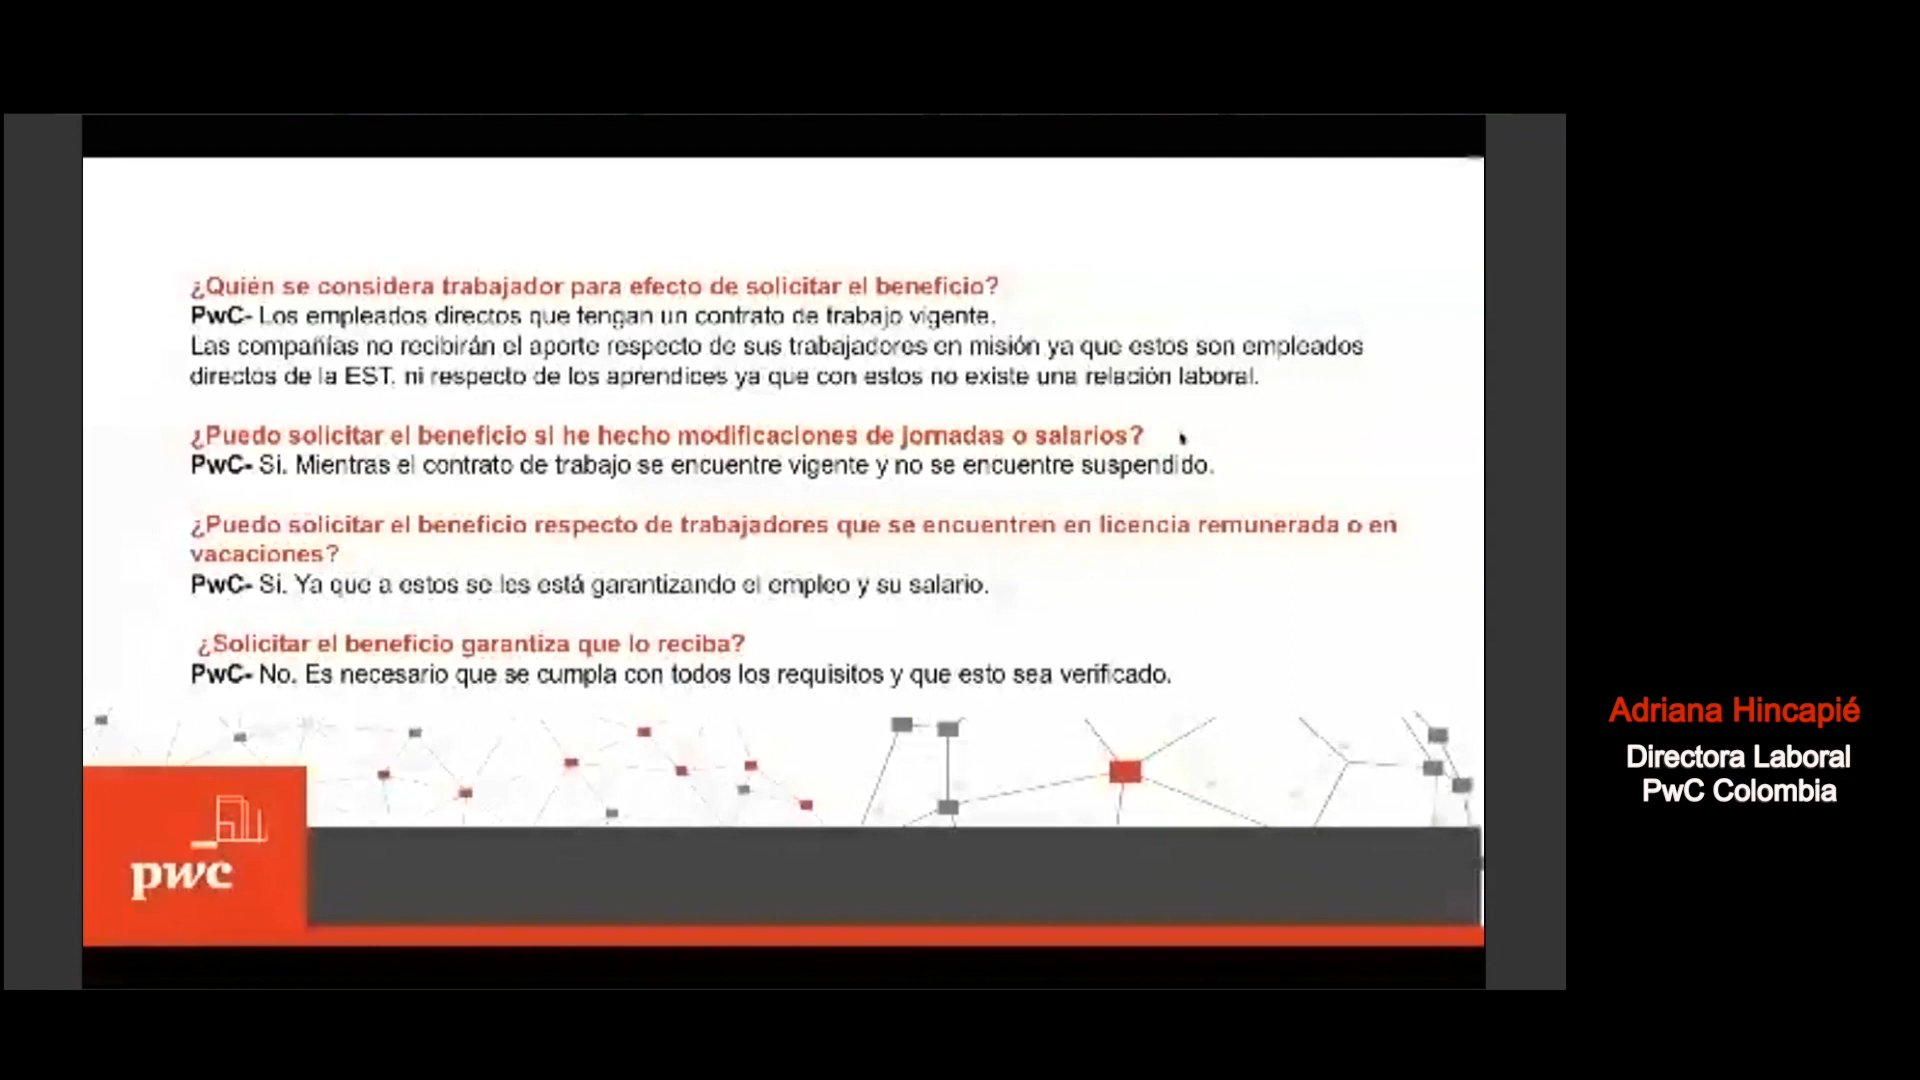 ¿Quién se considera trabajador para efecto de solicitar el beneficio?
PwC- Los empleados directos que tengan un contrato de trabajo vigente.
Las compañías no recibirán el aporte respecto de sus trabajadores en misión ya que estos son empleados
directos de la EST, ni respecto de los aprendices ya que con estos no existe una relación laboral.
¿Puedo solicitar el beneficio si he hecho modificaciones de jornadas o salarios?
PwC- Si. Mientras el contrato de trabajo se encuentre vigente y no se encuentre suspendido.
¿Puedo solicitar el beneficio respecto de trabajadores que se encuentren en licencia remunerada o en
vacaciones?
PwC- Si. Ya que a estos se les está garantizando el empleo y su salario.
¿Solicitar el beneficio garantiza que lo reciba?
PwC- No. Es necesario que se cumpla con todos los requisitos y que esto sea verificado.
pwc
Adriana Hincapié
Directora Laboral
PwC Colombia